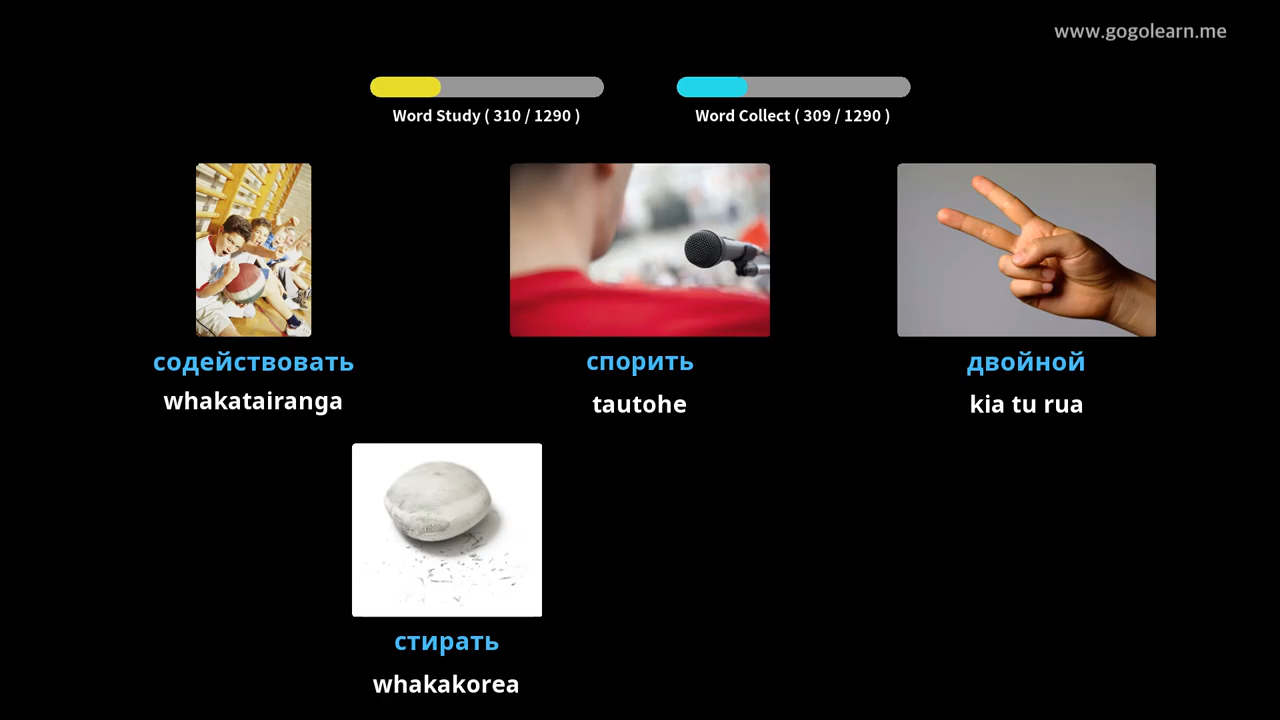 www.gogolearn.me
Word Study ( 310 / 1290 )
Word Collect ( 309 / 1290 )
содействовать
whakatairanga
спорить
tautohe
двойной
kia tu rua
стирать
whakakorea